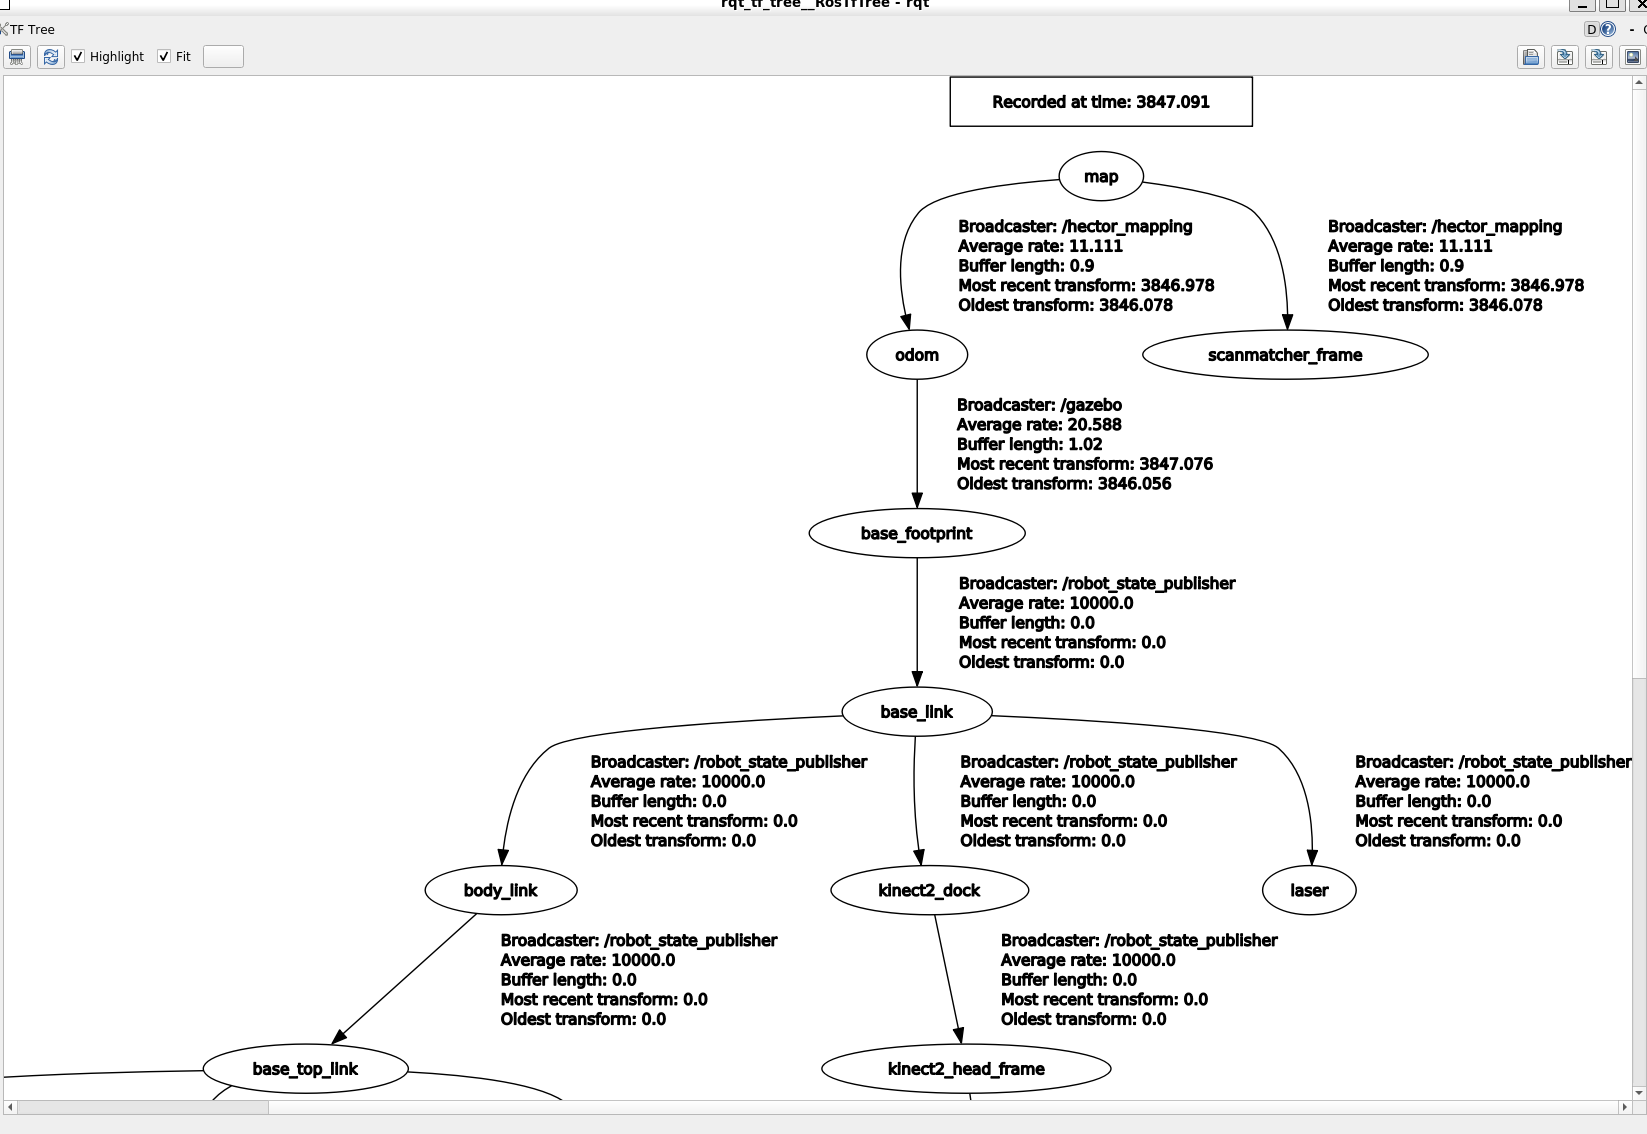 rqt_tf_tree__RosTfTree - rqt
TF Tree
D
-
Highlight
Fit
Recorded at time: 3847.091
map
Broadcaster: /hector_mapping
Average rate: 11.111
Buffer length: 0.9
Most recent transform: 3846.978
Oldest transform: 3846.078
Broadcaster: /hector_mapping
Average rate: 11.111
Buffer length: 0.9
Most recent transform: 3846.978
Oldest transform: 3846.078
odom
scanmatcher_frame
Broadcaster: /gazebo
Average rate: 20.588
Buffer length: 1.02
Most recent transform: 3847.076
Oldest transform: 3846.056
base_footprint
Broadcaster: /robot_state_publisher
Average rate: 10000.0
Buffer length: 0.0
Most recent transform: 0.0
Oldest transform: 0.0
base_link
Broadcaster: /robot_state_publisher
Average rate: 10000.0
Buffer length: 0.0
Most recent transform: 0.0
Oldest transform: 0.0
Broadcaster: /robot_state_publisher
Average rate: 10000.0
Buffer length: 0.0
Most recent transform: 0.0
Oldest transform: 0.0
Broadcaster: /robot_state_publisher
Average rate: 10000.0
Buffer length: 0.0
Most recent transform: 0.0
Oldest transform: 0.0
body_link
kinect2_dock
laser
Broadcaster: /robot_state_publisher
Average rate: 10000.0
Buffer length: 0.0
Most recent transform: 0.0
Oldest transform: 0.0
Broadcaster: /robot_state_publisher
Average rate: 10000.0
Buffer length: 0.0
Most recent transform: 0.0
Oldest transform: 0.0
base_top_link
kinect2_head_frame